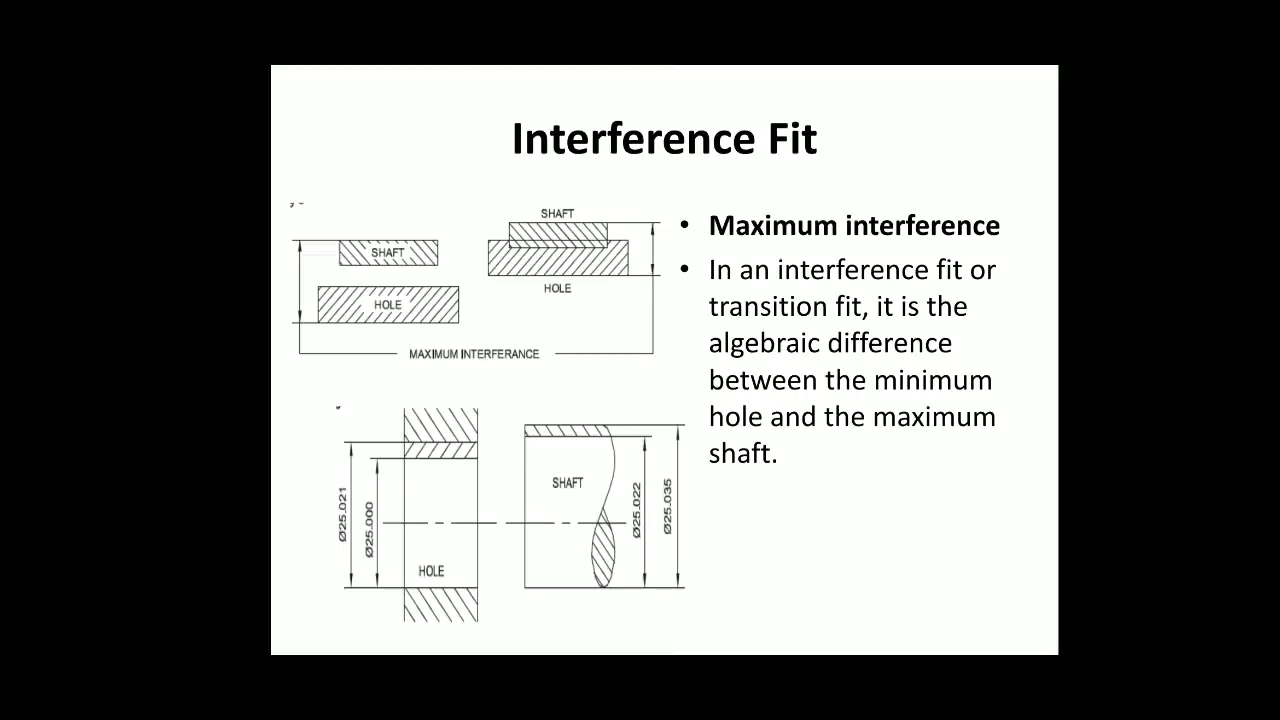 Interference Fit
SHAFT
HOLE
SHAFT
HOLE
MAXIMUM INTERFERANCE
• Maximum interference
• In an interference fit or
transition fit, it is the
algebraic difference
between the minimum
hole and the maximum
shaft.
Ø25.021
Ø25.000
HOLE
SHAFT
Ø25.022
Ø25.035